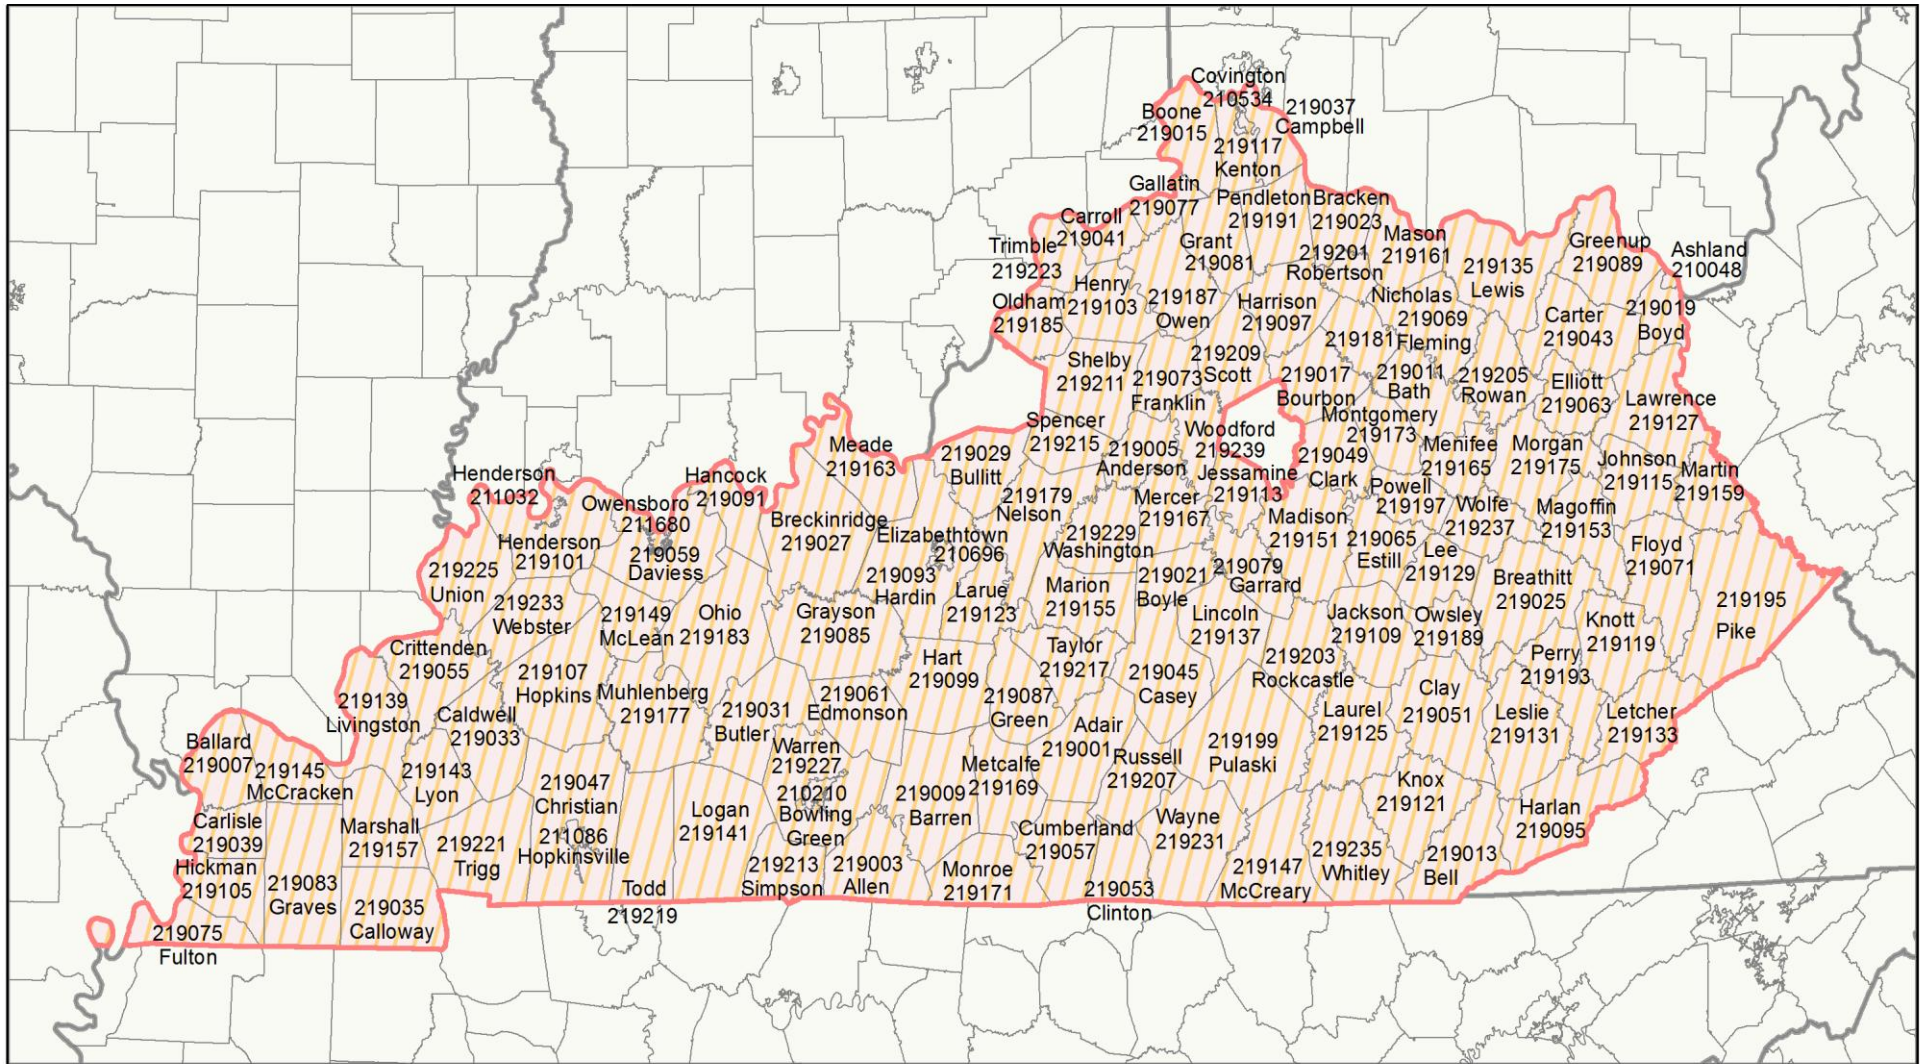 Covington
210534
219037
Campbell
Boone
219015
219117
Kenton
Gallatin
219077
Pendleton
219191
Bracken
219023
Carroll
219041
Trimble
219223
Grant
219081
219201
Robertson
Mason
219161
219135
Lewis
Greenup
219089
Ashland
210048
Oldham
219185
Henry
219103
219187
Owen
Harrison
219097
Nicholas
219069
219181
Fleming
Carter
219043
219019
Boyd
Shelby
219211
219073
Franklin
219209
Scott
219017
Bourbon
219011
Bath
219205
Rowan
Elliott
219063
Lawrence
219127
Spencer
219215
219005
Anderson
Woodford
219239
Montgomery
219173
219049
Clark
Menifee
219165
Morgan
219175
Johnson
219115
Martin
219159
Henderson
211032
Owensboro
211680
Hancock
219091
Meade
219163
219029
Bullitt
219179
Nelson
Mercer
219167
Jessamine
219113
Powell
219197
Wolfe
219237
Magoffin
219153
Breckinridge
219027
Elizabethtown
210696
219229
Washington
Madison
219151
219065
Estill
Lee
219129
Floyd
219071
Henderson
219101
219059
Daviess
219225
Union
219233
Webster
219149
McLean
Ohio
219183
Grayson
219085
219093
Hardin
Larue
219123
Marion
219155
219021
Boyle
219079
Garrard
Lincoln
219137
Jackson
219109
Owsley
219189
Breathitt
219025
Knott
219119
219195
Pike
Crittenden
219055
219107
Hopkins
Muhlenberg
219177
219031
Butler
219061
Edmonson
Hart
219099
219087
Green
Taylor
219217
219045
Casey
219203
Rockcastle
Perry
219193
219139
Livingston
Caldwell
219033
Adair
219001
Russell
219207
219199
Pulaski
Laurel
219125
Clay
219051
Leslie
219131
Letcher
219133
Ballard
219007
219145
McCracken
219143
Lyon
219047
Christian
Warren
219227
210210
Bowling
Green
219009
Barren
Metcalfe
219169
Knox
219121
Harlan
219095
Carlisle
219039
Marshall
219157
219221
Trigg
211086
Hopkinsville
Logan
219141
219213
Simpson
219003
Allen
Monroe
219171
Cumberland
219057
Wayne
219231
219147
McCreary
219235
Whitley
219013
Bell
Hickman
219105
219083
Graves
219035
Calloway
Todd
219219
219053
Clinton
219075
Fulton